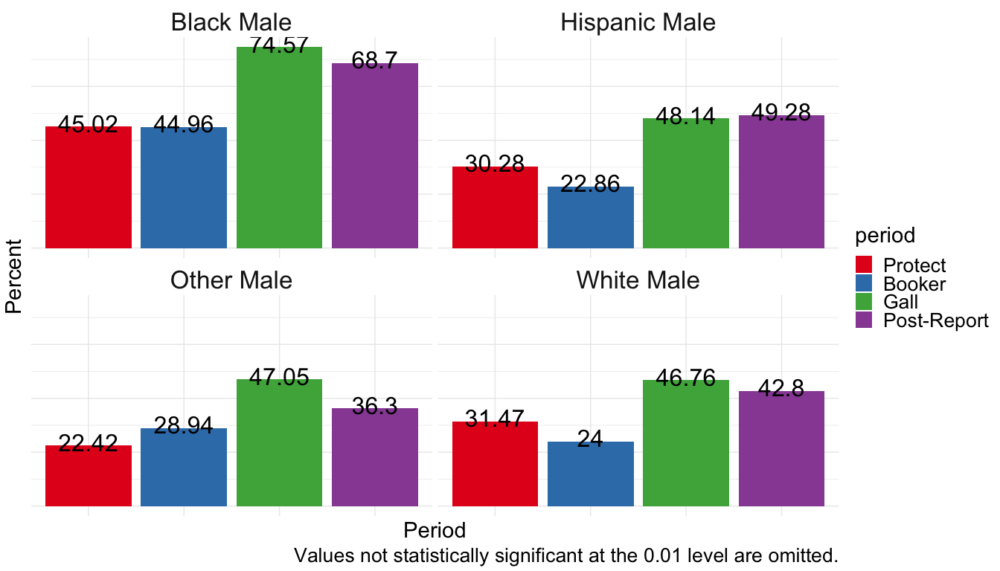 Black Male
Hispanic Male
45.02
44.96
74.57
68.7
30.28
22.86
48.14
49.28
Other Male
White Male
22.42
28.94
47.05
36.3
31.47
24
46.76
42.8
Percent
Period
period
Protect
Booker
Gall
Post-Report
Values not statistically significant at the 0.01 level are omitted.